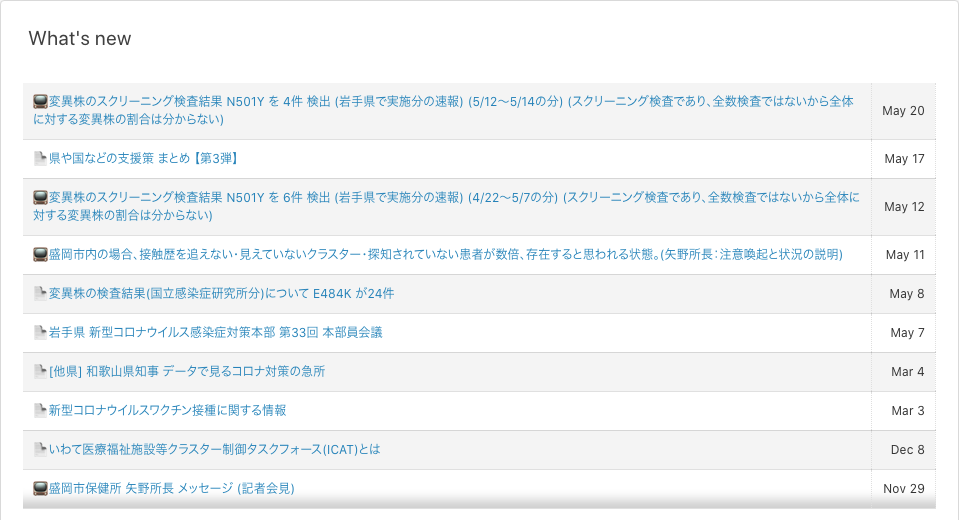 What's new
変異株のスクリーニング検査結果 N501Y を 4件 検出 (岩手県で実施分の速報) (5/12〜5/14の分) (スクリーニング検査であり、全数検査ではないから全体
に対する変異株の割合は分からない)
May 20
県や国などの支援策 まとめ【第3弾】
May 17
変異株のスクリーニング検査結果 N501Y を 6件 検出 (岩手県で実施分の速報) (4/22〜5/7の分) (スクリーニング検査であり、全数検査ではないから全体に
対する変異株の割合は分からない)
May 12
盛岡市内の場合、接触歴を追えない・見えていないクラスター・探知されていない患者が数倍、存在すると思われる状態。(矢野所長：注意喚起と状況の説明)
May 11
変異株の検査結果(国立感染症研究所分)について E484K が24件
May 8
岩手県 新型コロナウイルス感染症対策本部 第33回 本部員会議
May 7
[他県] 和歌山県知事 データで見るコロナ対策の急所
Mar 4
新型コロナウイルスワクチン接種に関する情報
Mar 3
いわて医療福祉施設等クラスター制御タスクフォース(ICAT)とは
Dec 8
盛岡市保健所 矢野所長 メッセージ (記者会見)
Nov 29